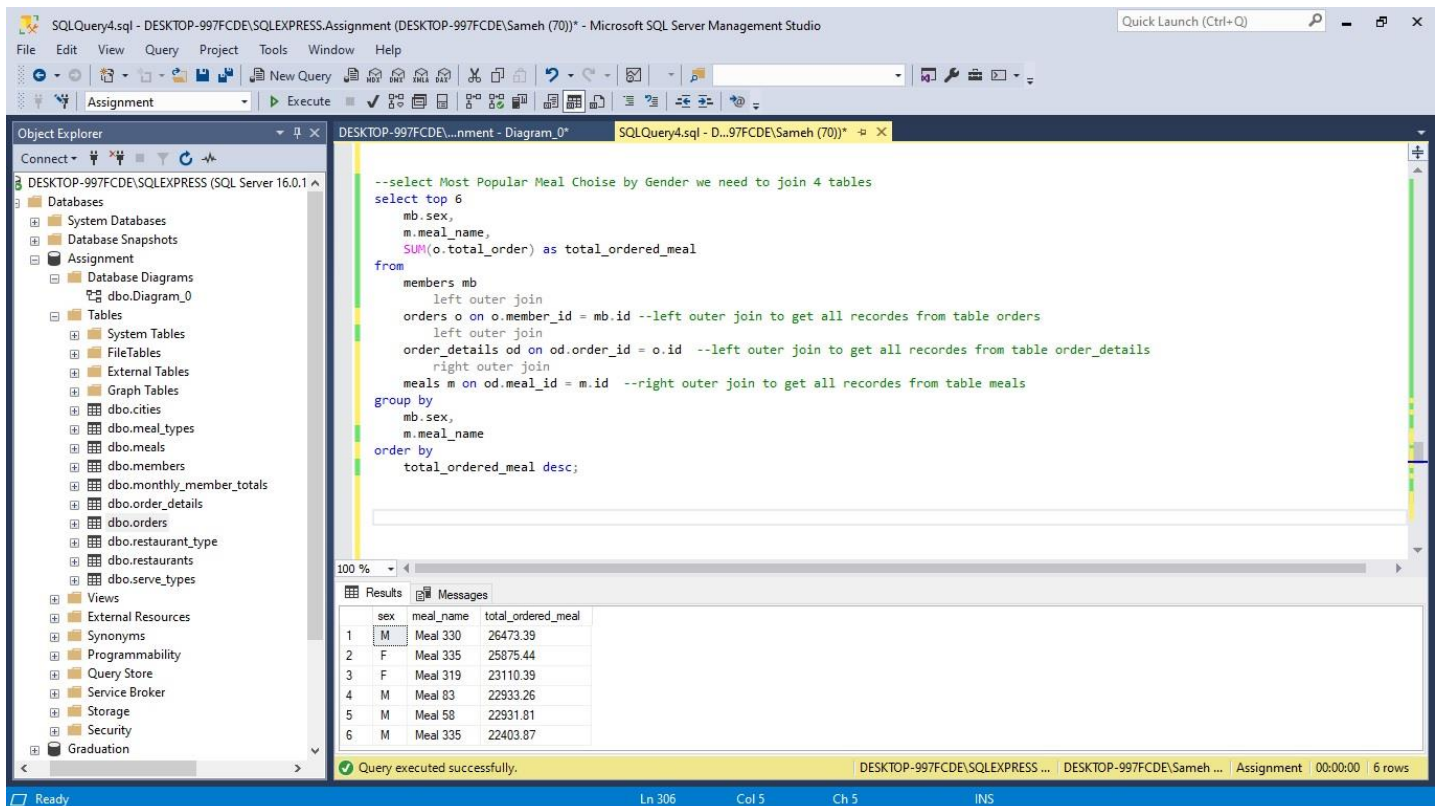 SQLQuery4.sql - DESKTOP-997FCDE\SQLEXPRESS.Assignment (DESKTOP-997FCDE\Sameh (70))* - Microsoft SQL Server Management Studio
Quick Launch (Ctrl+Q)
File Edit View Query Project Tools Window Help
New Query
Assignment
Execute
Object Explorer
Connect
DESKTOP-997FCDE\SQLEXPRESS (SQL Server 16.0.1
Databases
System Databases
Database Snapshots
Assignment
Database Diagrams
dbo.Diagram_0
Tables
System Tables
FileTables
External Tables
Graph Tables
dbo.cities
dbo.meal_types
dbo.meals
dbo.members
dbo.monthly_member_totals
dbo.order_details
dbo.orders
dbo.restaurant_type
dbo.restaurants
dbo.serve_types
Views
External Resources
Synonyms
Programmability
Query Store
Service Broker
Storage
Security
Graduation
DESKTOP-997FCDE\...nment - Diagram_0*
SQLQuery4.sql - D...97FCDE\Sameh (70))*
--select Most Popular Meal Choise by Gender we need to join 4 tables
select top 6
mb.sex,
m.meal_name,
SUM(o.total_order) as total_ordered_meal
from
members mb
left outer join
orders o on o.member_id = mb.id --left outer join to get all recordes from table orders
left outer join
order_details od on od.order_id = o.id --left outer join to get all recordes from table order_details
right outer join
meals m on od.meal_id = m.id --right outer join to get all recordes from table meals
group by
mb.sex,
m.meal_name
order by
total_ordered_meal desc;
100 %
Results Messages
sex meal_name total_ordered_meal
1 M Meal 330 26473.39
2 F Meal 335 25875.44
3 F Meal 319 23110.39
4 M Meal 83 22933.26
5 M Meal 58 22931.81
6 M Meal 335 22403.87
Query executed successfully.
DESKTOP-997FCDE\SQLEXPRESS ... DESKTOP-997FCDE\Sameh ... Assignment 00:00:00 6 rows
Ready Ln 306 Col 5 Ch 5 INS